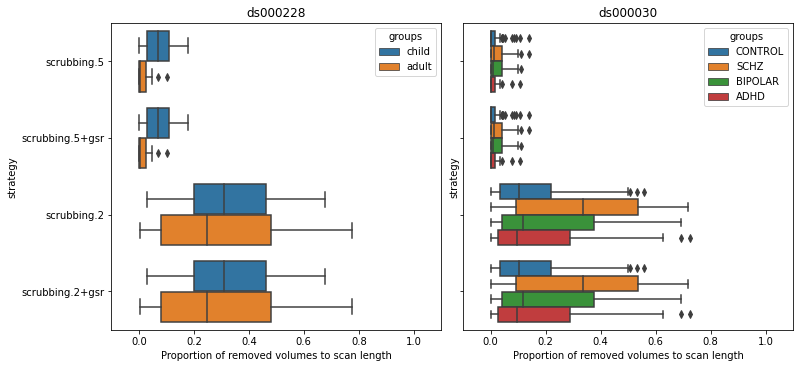 ds000228
groups
child
adult
scrubbing.5
scrubbing.5+gsr
scrubbing.2
scrubbing.2+gsr
strategy
0.0 0.2 0.4 0.6 0.8 1.0
Proportion of removed volumes to scan length
ds000030
groups
CONTROL
SCHZ
BIPOLAR
ADHD
strategy
0.0 0.2 0.4 0.6 0.8 1.0
Proportion of removed volumes to scan length